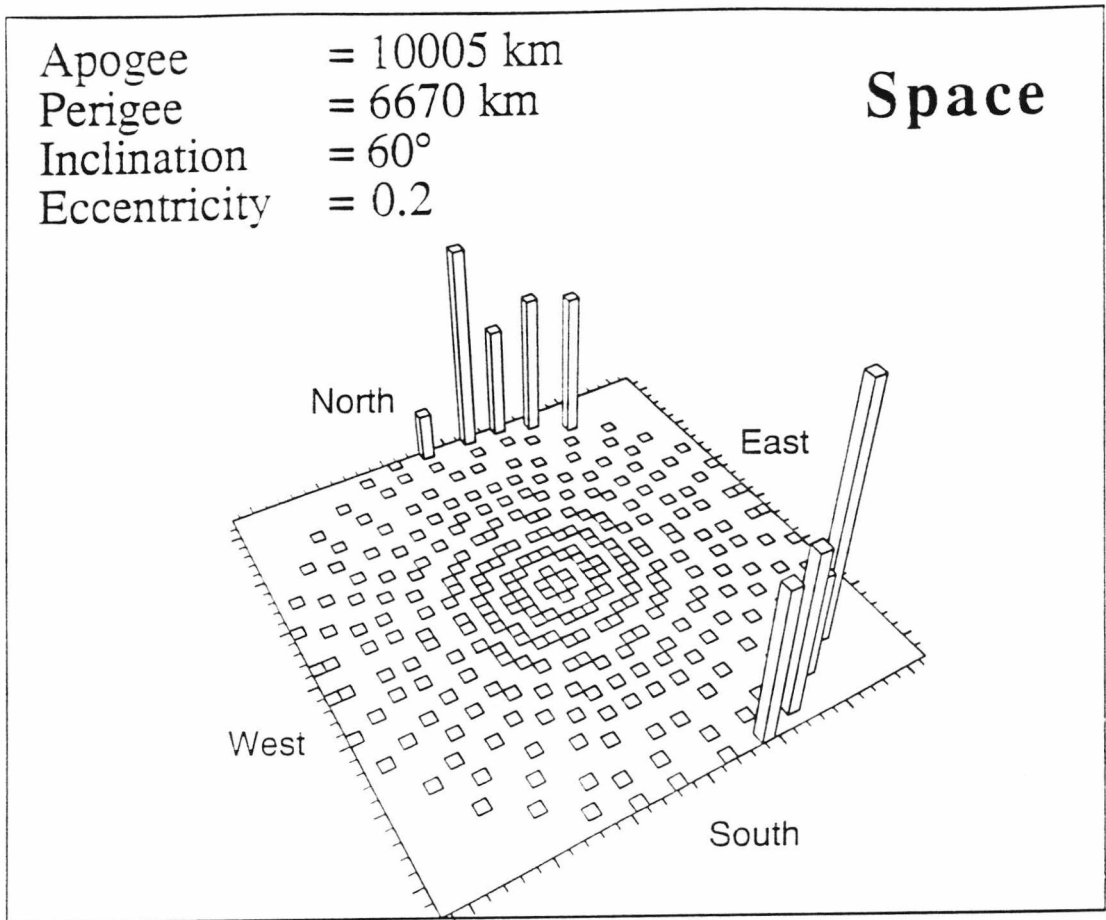 Apogee = 10005 km
Perigee = 6670 km
Inclination = 60°
Eccentricity = 0.2
Space
North
East
West
South